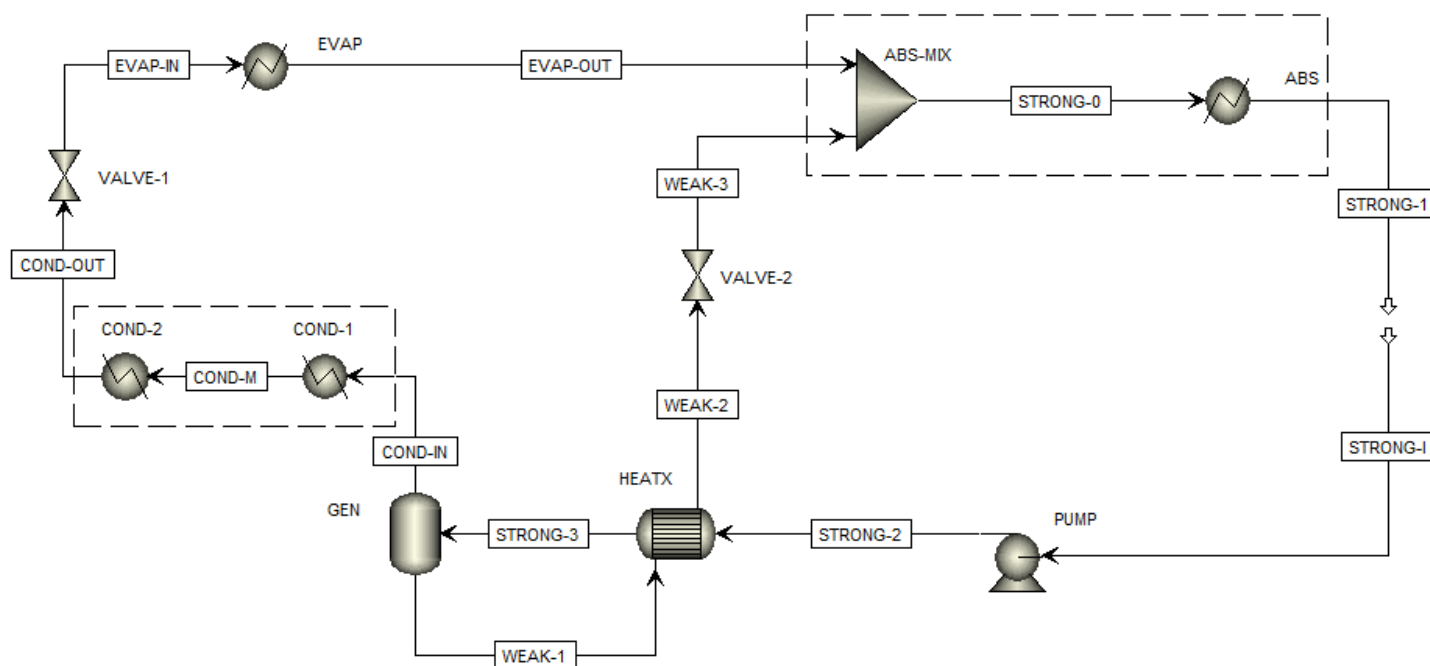 EVAP
EVAP-IN
EVAP-OUT
ABS-MIX
STRONG-0
ABS
VALVE-1
WEAK-3
STRONG-1
COND-OUT
VALVE-2
COND-2
COND-1
COND-M
WEAK-2
COND-IN
STRONG-I
HEATX
GEN
PUMP
STRONG-3
STRONG-2
WEAK-1